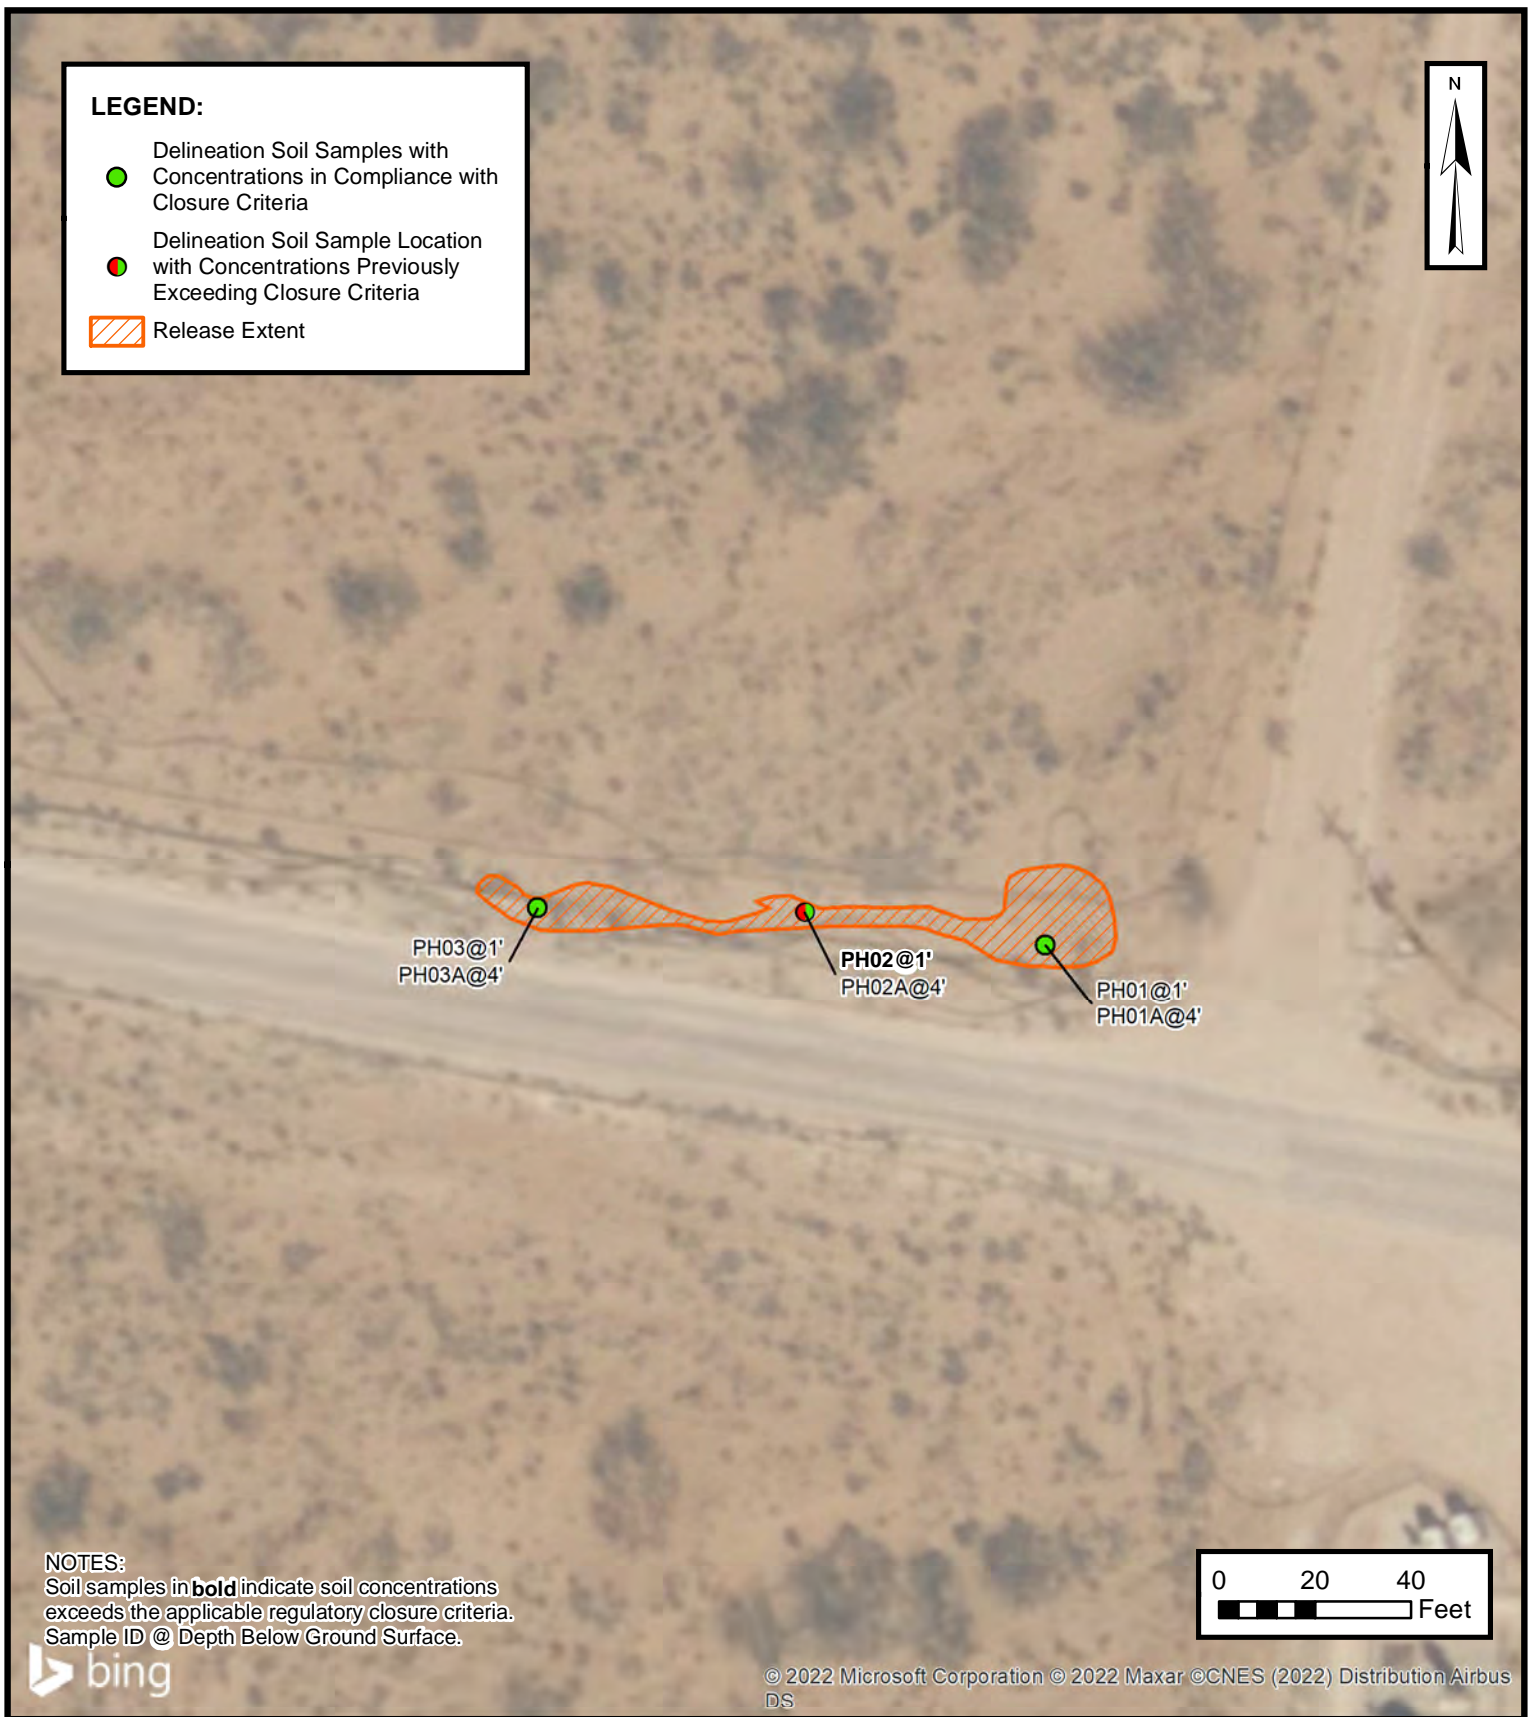 LEGEND:
Delineation Soil Samples with
Concentrations in Compliance with
Closure Criteria
Delineation Soil Sample Location
with Concentrations Previously
Exceeding Closure Criteria
Release Extent
N
PH03@1'
PH03A@4'
PH02@1'
PH02A@4'
PH01@1'
PH01A@4'
NOTES:
Soil samples in bold indicate soil concentrations
exceeds the applicable regulatory closure criteria.
Sample ID @ Depth Below Ground Surface.
0 20 40
Feet
bing
© 2022 Microsoft Corporation © 2022 Maxar ©CNES (2022) Distribution Airbus
DS